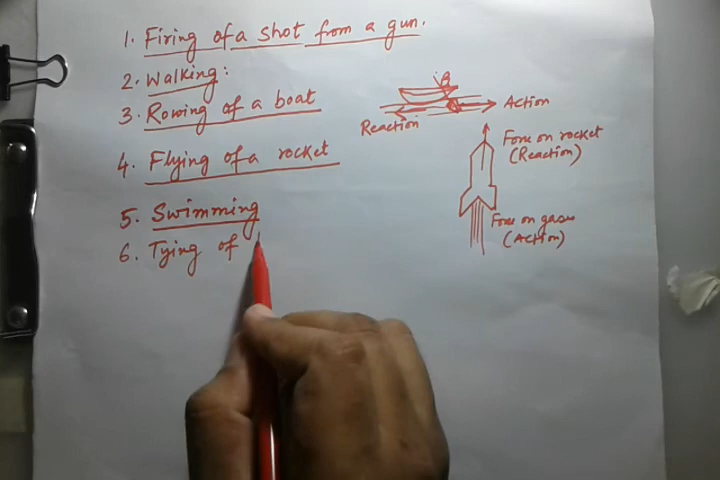 1. Firing of a shot from a gun.
2. Walking:
3. Rowing of a boat
Action
Reaction
4. Flying of a rocket
Force on rocket
(Reaction)
5. Swimming
Force on gases
(Action)
6. Tying of